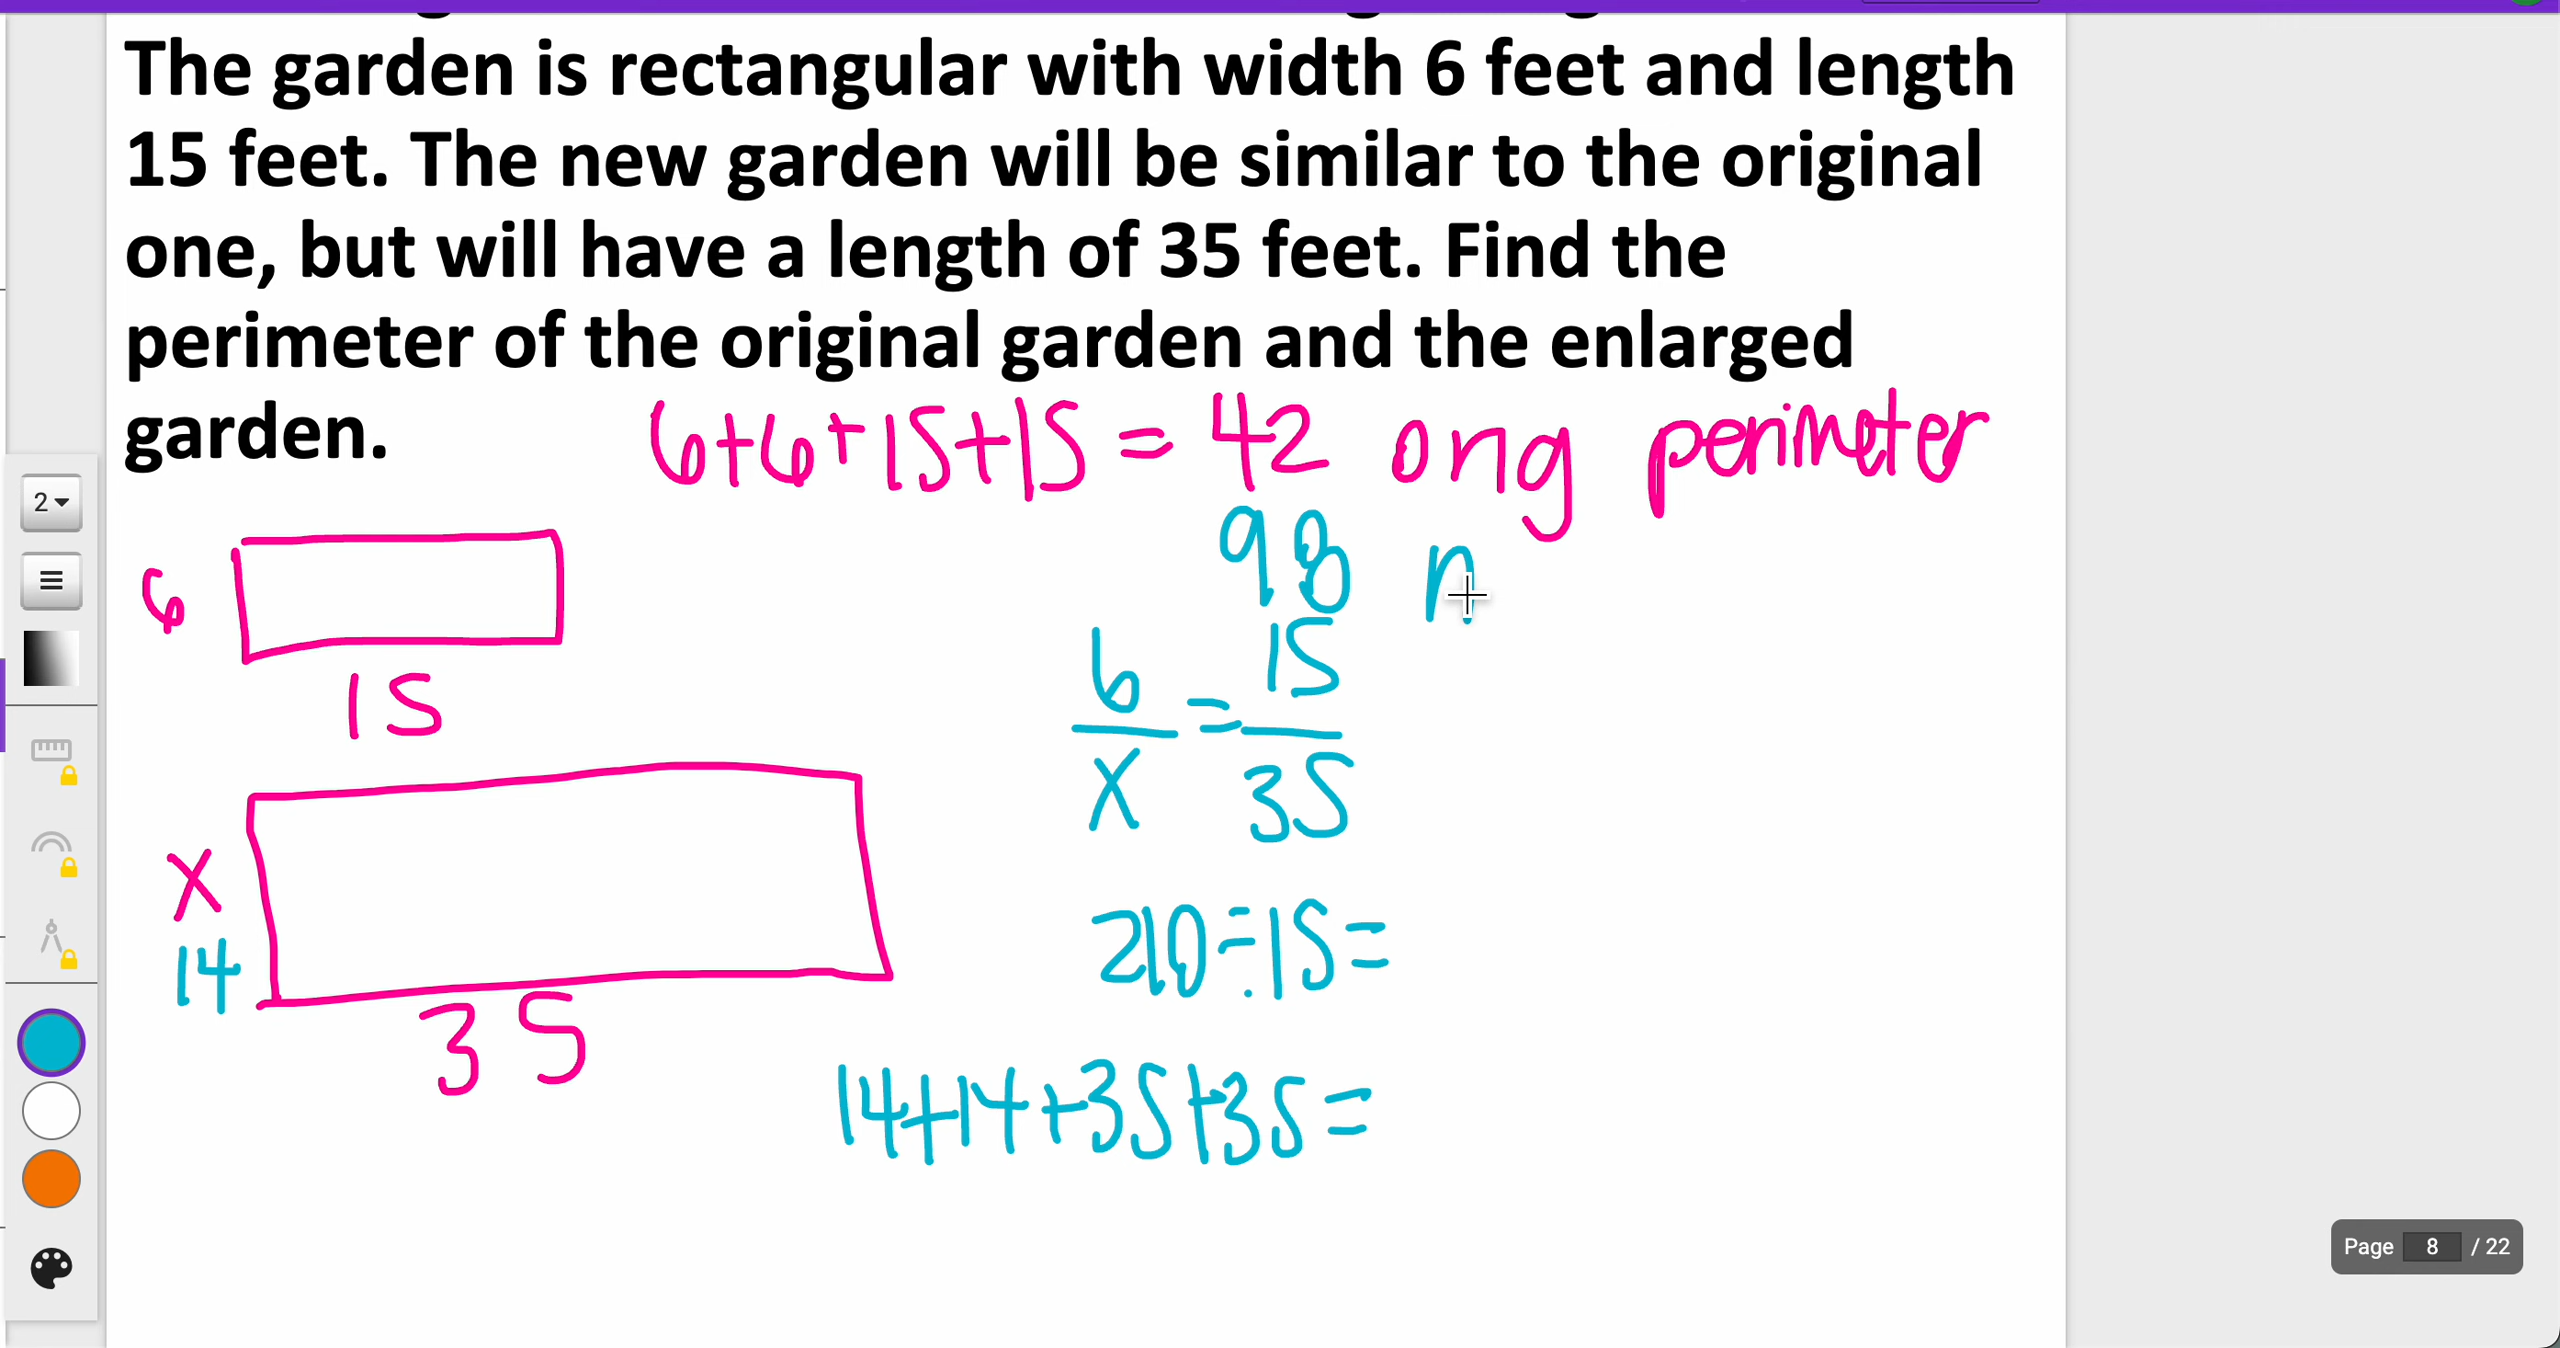 The garden is rectangular with width 6 feet and length
15 feet. The new garden will be similar to the original
one, but will have a length of 35 feet. Find the
perimeter of the original garden and the enlarged
garden.
6+6+15+15 = 42 orig perimeter
98 n
6
15
6/x = 15/35
x
14
35
210÷15=
14+14+35+35=
2
Page 8 / 22